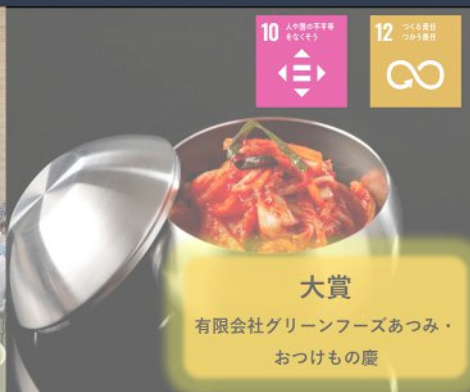 10 人や国の不平等
をなくそう
12 つくる責任
つかう責任
大賞
有限会社グリーンフーズあつみ・
おつけもの慶